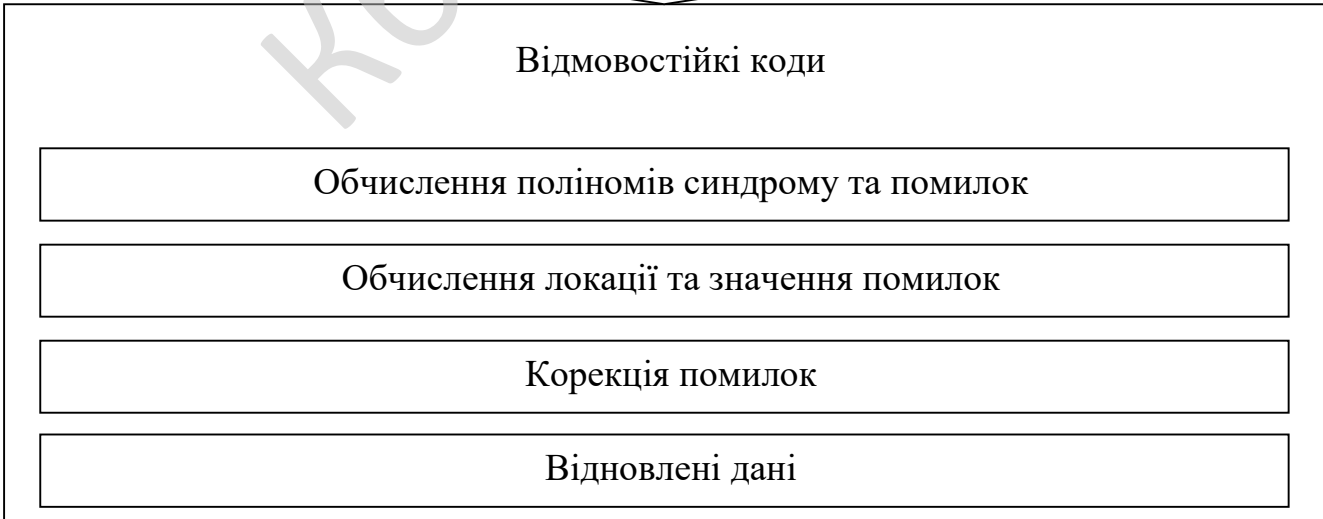 Відмовостійкі коди
Обчислення поліномів синдрому та помилок
Обчислення локації та значення помилок
Корекція помилок
Відновлені дані